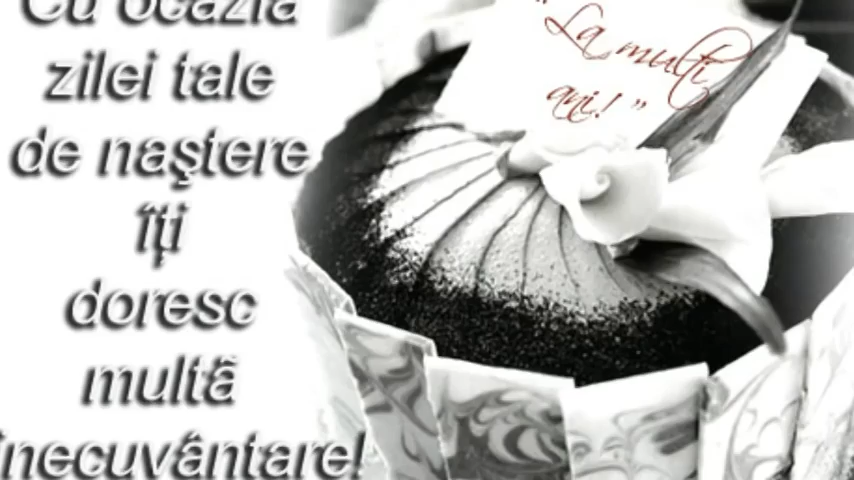 Cu ocazia
zilei tale
de naştere
îţi
doresc
multă
inecuvântare!
"La mulţi
ani!"